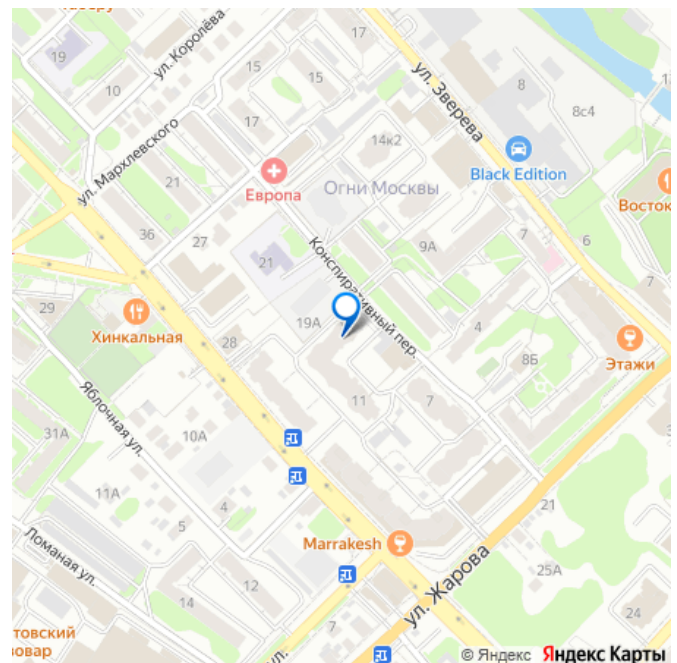 17
ул. Королёва
19
10
15
15
8
8с4
ул. Зверева
17
14к2
Black Edition
ул. Мархлевского
Европа
Огни Москвы
21
Восток
36
27
9А
7
6
21
Конспиративный пер.
7
29
Хинкальная
19А
28
4
8Б
Этажи
11
7
Яблочная ул.
31А
10А
11А
4
5
21
Ломаная ул.
Marrakesh
ул. Жарова
25А
12
14
24
7
товский
вовар
ул.
© Яндекс Яндекс Карты